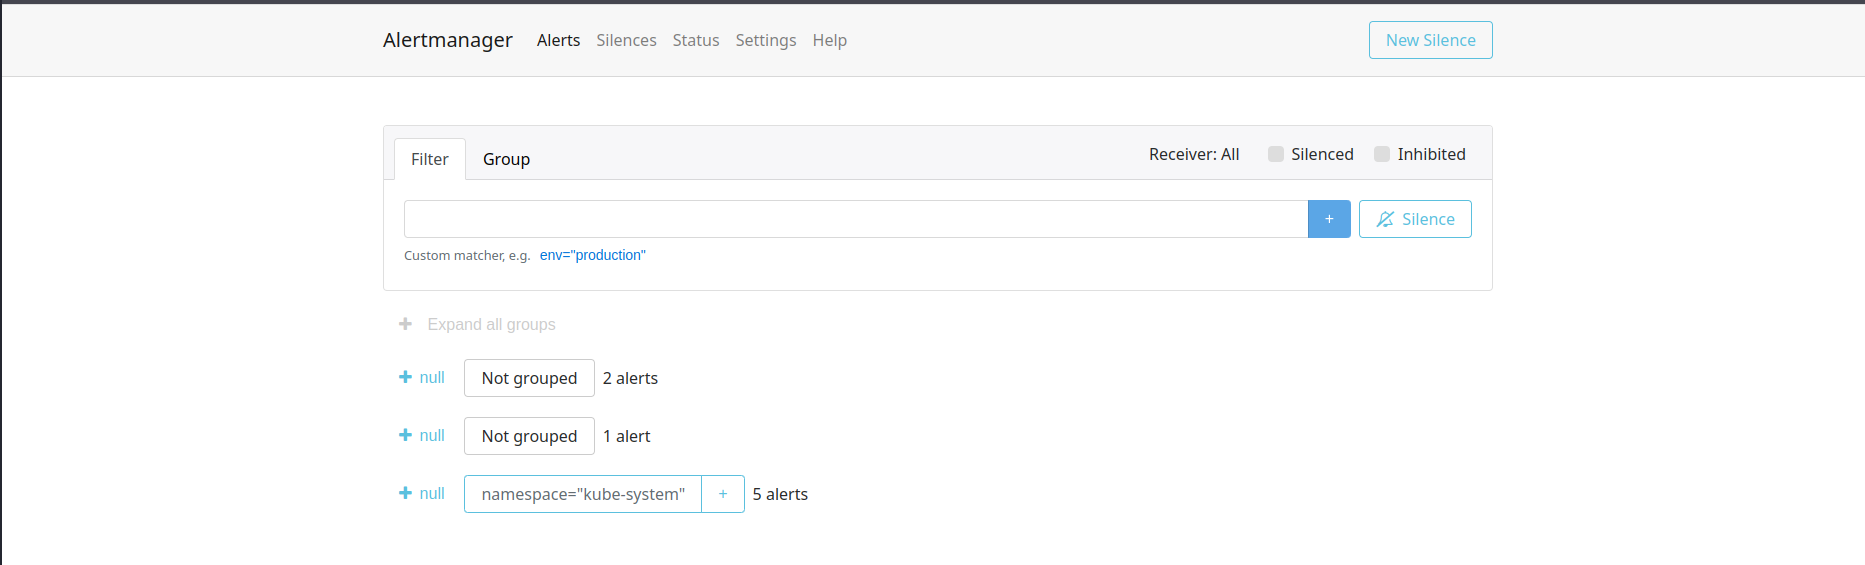 Alertmanager Alerts Silences Status Settings Help New Silence
Filter Group Receiver: All Silenced Inhibited
+ Silence
Custom matcher, e.g. env="production"
+ Expand all groups
+ null Not grouped 2 alerts
+ null Not grouped 1 alert
+ null namespace="kube-system" + 5 alerts